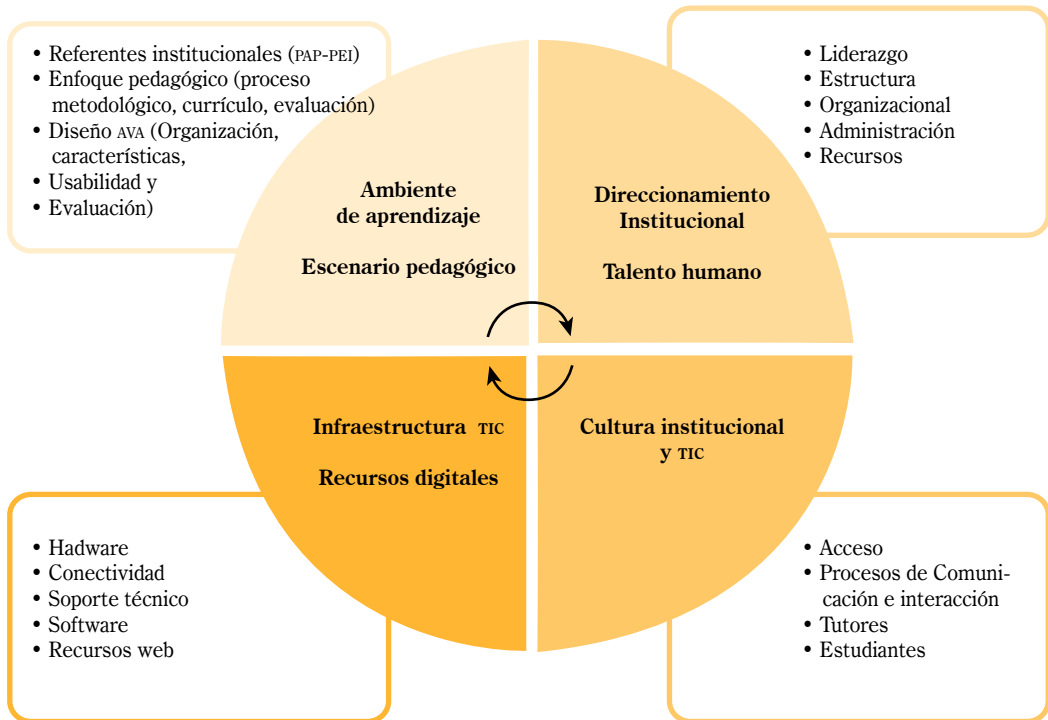 • Referentes institucionales (PAP-PEI)
• Enfoque pedagógico (proceso
metodológico, currículo, evaluación)
• Diseño AVA (Organización,
características,
• Usabilidad y
• Evaluación)
Ambiente
de aprendizaje
Escenario pedagógico
• Liderazgo
• Estructura
• Organizacional
• Administración
• Recursos
Direccionamiento
Institucional
Talento humano
Infraestructura TIC
Recursos digitales
• Hadware
• Conectividad
• Soporte técnico
• Software
• Recursos web
Cultura institucional
y TIC
• Acceso
• Procesos de Comuni-
cación e interacción
• Tutores
• Estudiantes